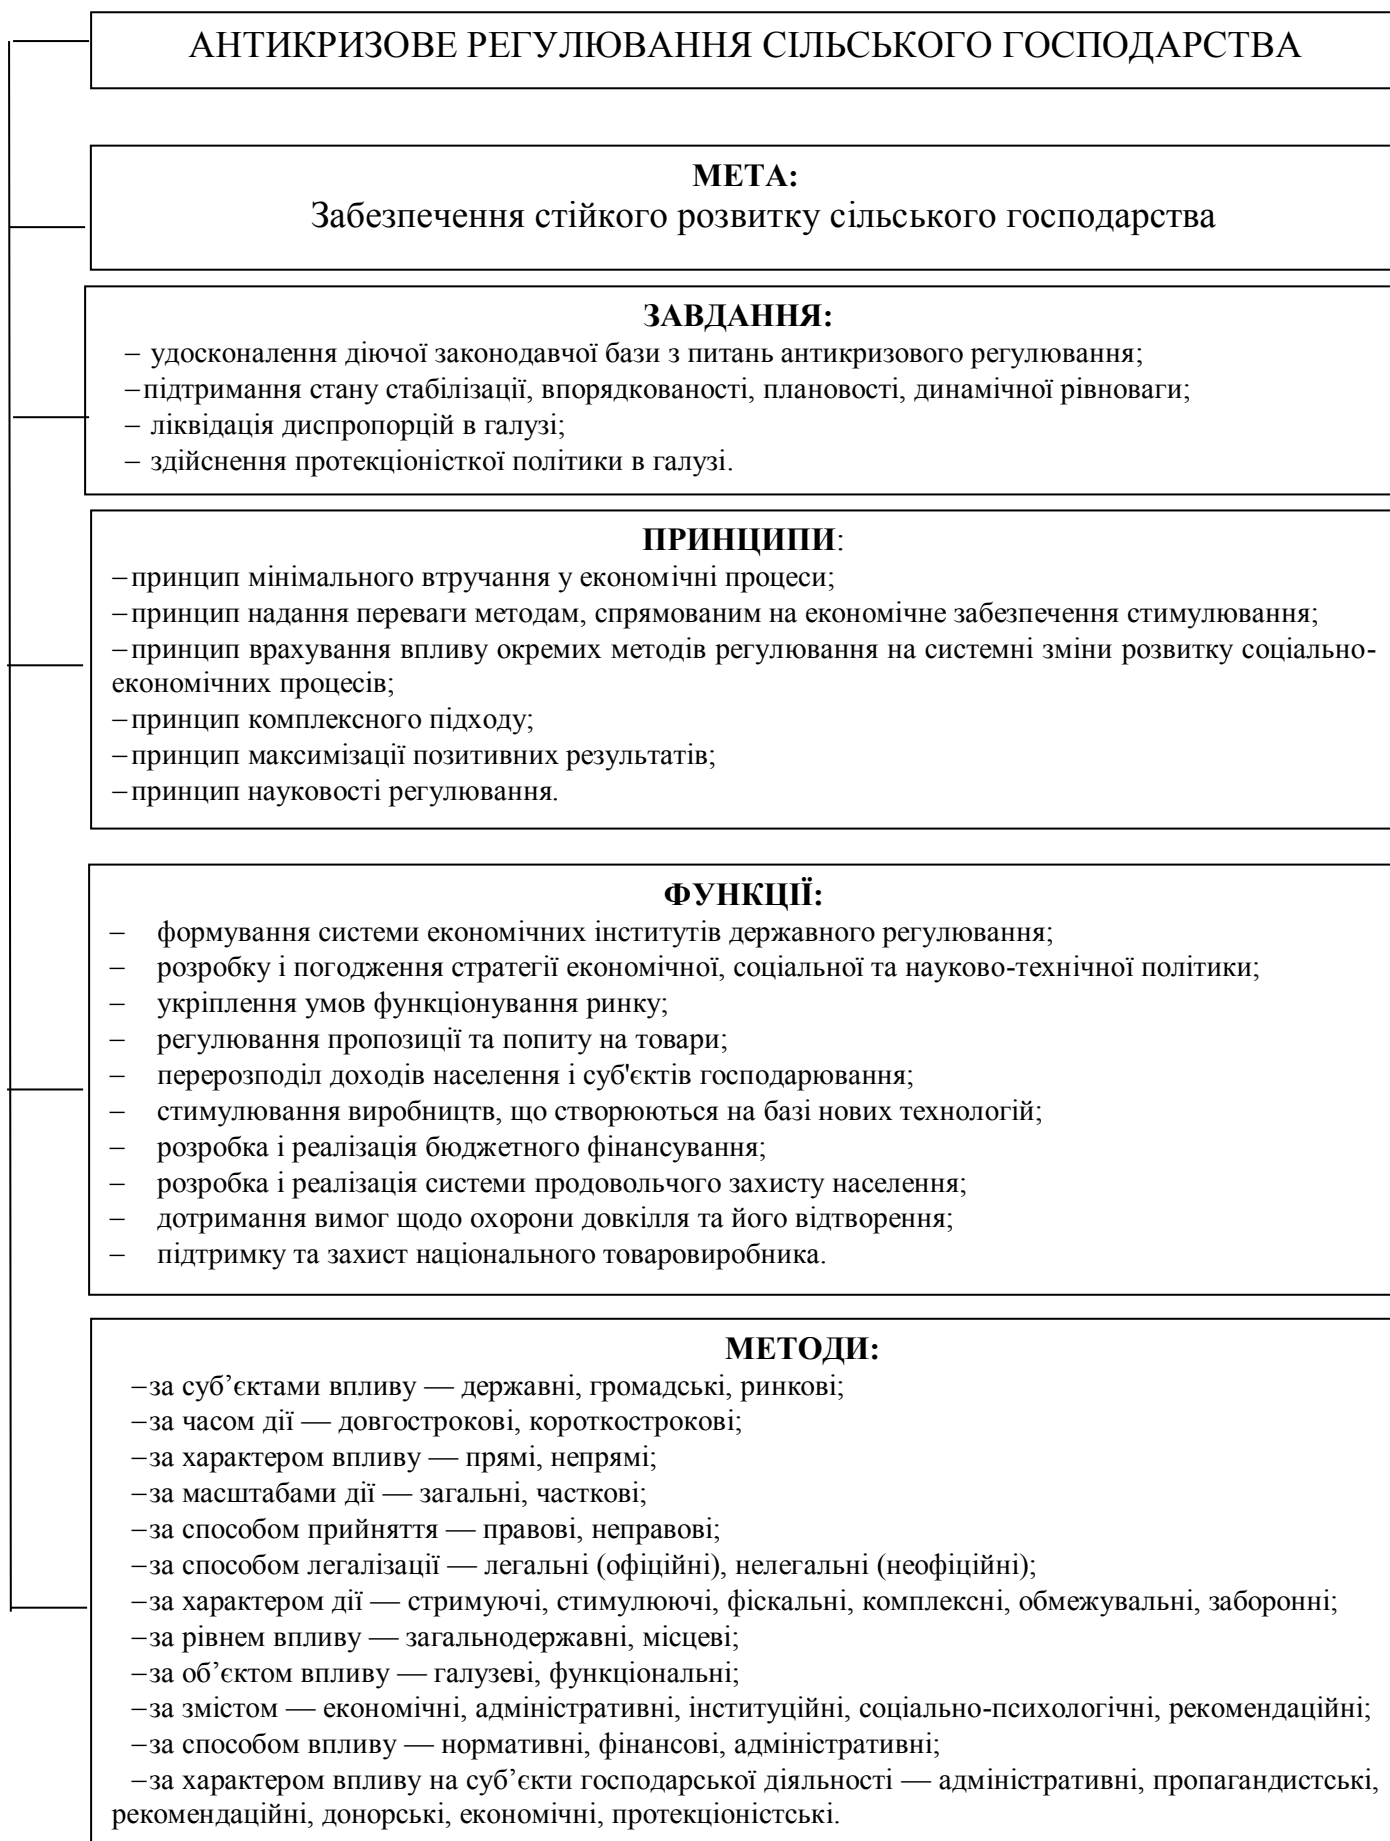 АНТИКРИЗОВЕ РЕГУЛЮВАННЯ СІЛЬСЬКОГО ГОСПОДАРСТВА
МЕТА:
Забезпечення стійкого розвитку сільського господарства
ЗАВДАННЯ:
– удосконалення діючої законодавчої бази з питань антикризового регулювання;
– підтримання стану стабілізації, впорядкованості, плановості, динамічної рівноваги;
– ліквідація диспропорцій в галузі;
– здійснення протекціоністкої політики в галузі.
ПРИНЦИПИ:
– принцип мінімального втручання у економічні процеси;
– принцип надання переваги методам, спрямованим на економічне забезпечення стимулювання;
– принцип врахування впливу окремих методів регулювання на системні зміни розвитку соціально-
економічних процесів;
– принцип комплексного підходу;
– принцип максимізації позитивних результатів;
– принцип науковості регулювання.
ФУНКЦІЇ:
– формування системи економічних інститутів державного регулювання;
– розробку і погодження стратегії економічної, соціальної та науково-технічної політики;
– укріплення умов функціонування ринку;
– регулювання пропозиції та попиту на товари;
– перерозподіл доходів населення і суб'єктів господарювання;
– стимулювання виробництв, що створюються на базі нових технологій;
– розробка і реалізація бюджетного фінансування;
– розробка і реалізація системи продовольчого захисту населення;
– дотримання вимог щодо охорони довкілля та його відтворення;
– підтримку та захист національного товаровиробника.
МЕТОДИ:
– за суб’єктами впливу — державні, громадські, ринкові;
– за часом дії — довгострокові, короткострокові;
– за характером впливу — прямі, непрямі;
– за масштабами дії — загальні, часткові;
– за способом прийняття — правові, неправові;
– за способом легалізації — легальні (офіційні), нелегальні (неофіційні);
– за характером дії — стримуючі, стимулюючі, фіскальні, комплексні, обмежувальні, заборонні;
– за рівнем впливу — загальнодержавні, місцеві;
– за об’єктом впливу — галузеві, функціональні;
– за змістом — економічні, адміністративні, інституційні, соціально-психологічні, рекомендаційні;
– за способом впливу — нормативні, фінансові, адміністративні;
– за характером впливу на суб’єкти господарської діяльності — адміністративні, пропагандистські,
рекомендаційні, донорські, економічні, протекціоністські.